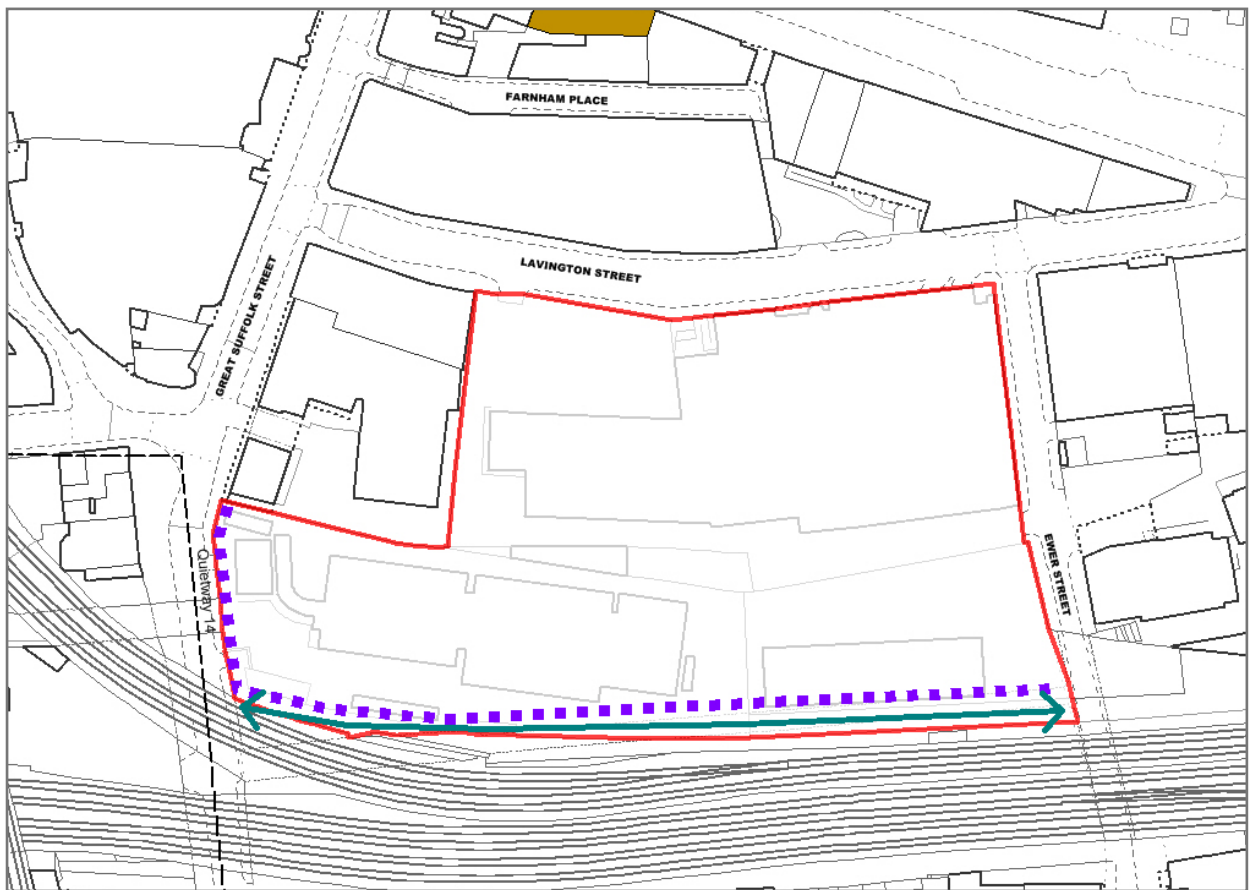 FARNHAM PLACE
LAVINGTON STREET
GREAT SUFFOLK STREET
EWER STREET
Quietway 14